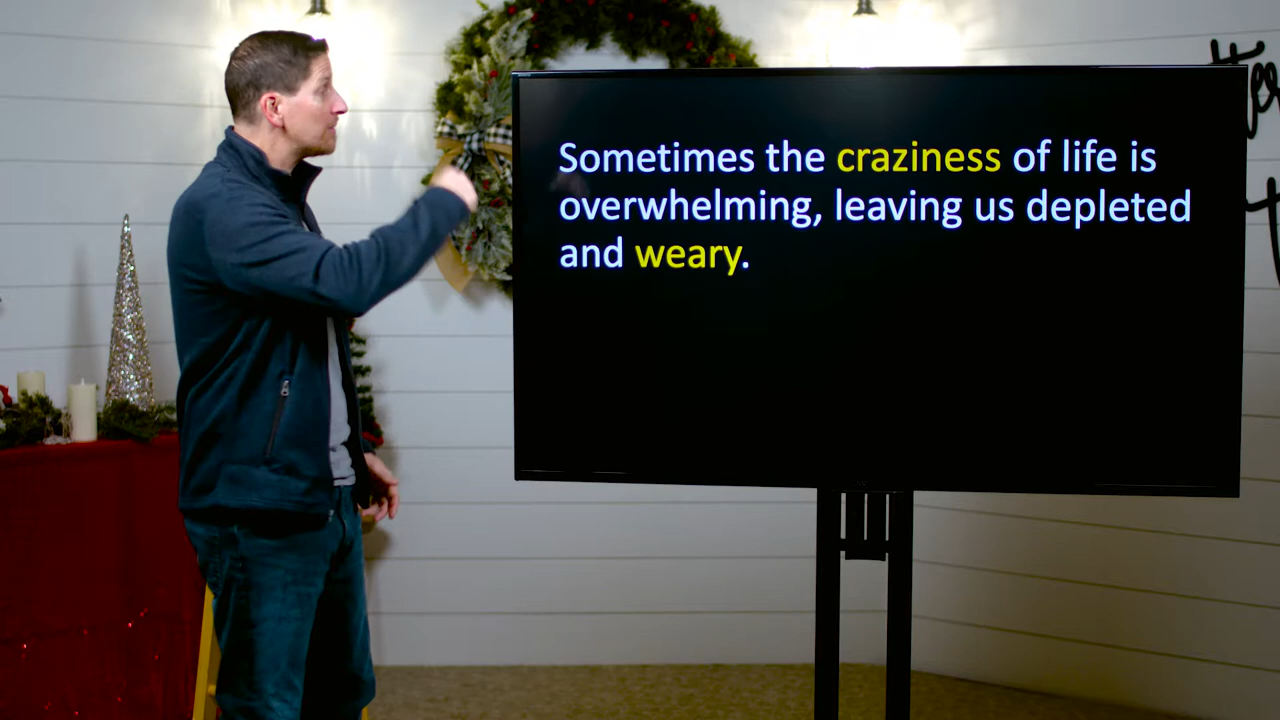 Sometimes the craziness of life is
overwhelming, leaving us depleted
and weary.